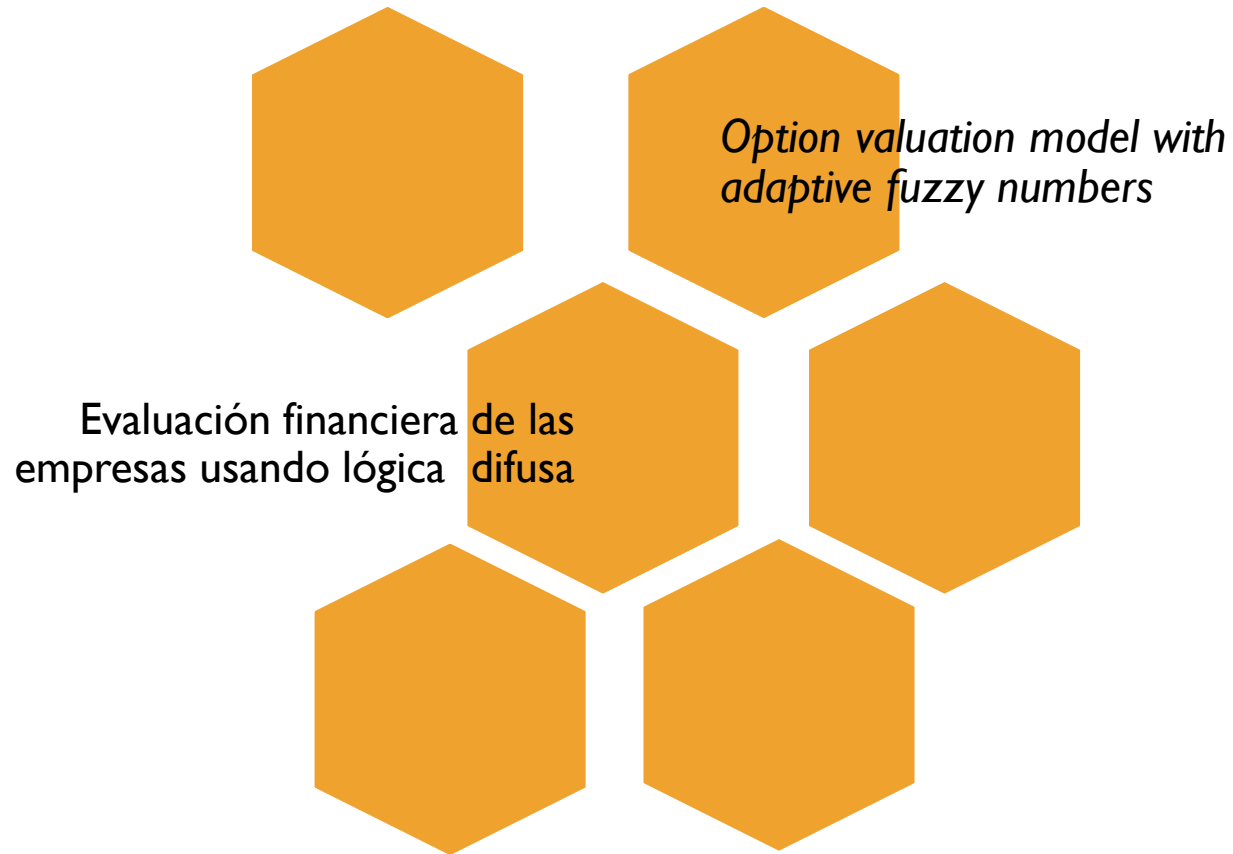 Option valuation model with
adaptive fuzzy numbers
Evaluación financiera de las
empresas usando lógica  difusa